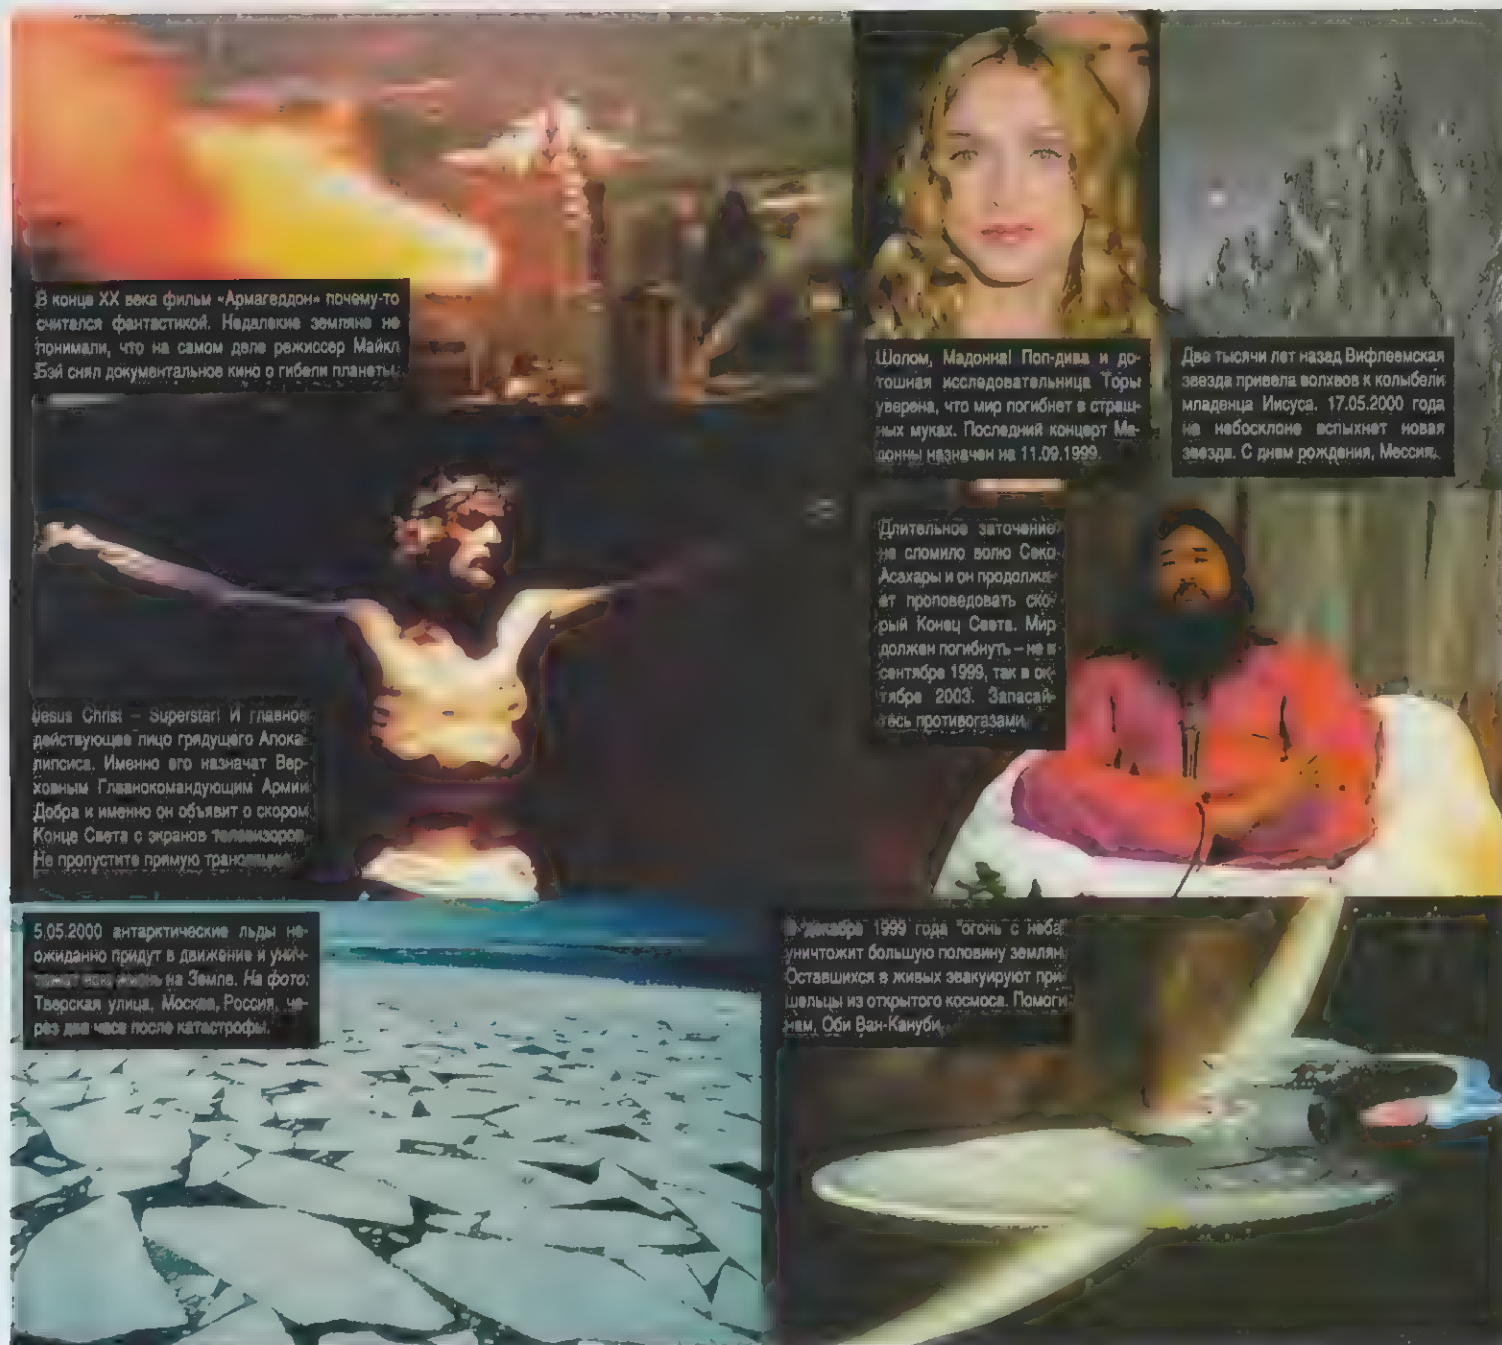 В конце XX века фильм «Армагеддон» почему-то
считался фантастикой. Недалекие земляне не
понимали, что на самом деле режиссер Майкл
Бэй снял документальное кино о гибели планеты.
Шолом, Мадонна! Поп-дива и до-
тошная исследовательница Торы
уверена, что мир погибнет в страш-
ных муках. Последний концерт Ма-
донны назначен на 11.09.1999.
Две тысячи лет назад Вифлеемская
звезда привела волхвов к колыбели
младенца Иисуса. 17.05.2000 года
на небосклоне вспыхнет новая
звезда. С днем рождения, Мессия.
Длительное заточение
не сломило волю Секо
Асахары и он продолжа-
ет проповедовать ско-
рый Конец Света. Мир
должен погибнуть – не в
сентябре 1999, так в ок-
тябре 2003. Запасай-
тесь противогазами.
Jesus Christ – Superstar! И главное
действующее лицо грядущего Апока-
липсиса. Именно его назначат Вер-
ховным Главнокомандующим Армии
Добра и именно он объявит о скором
Конце Света с экранов телевизоров.
Не пропустите прямую трансляцию
5.05.2000 антарктические льды не-
ожиданно придут в движение и унич-
тожат всю жизнь на Земле. На фото:
Тверская улица, Москва, Россия, че-
рез два часа после катастрофы.
декабре 1999 года "огонь с неба"
уничтожит большую половину землян.
Оставшихся в живых эвакуируют при-
шельцы из открытого космоса. Помоги
нам, Оби Ван-Кануби.